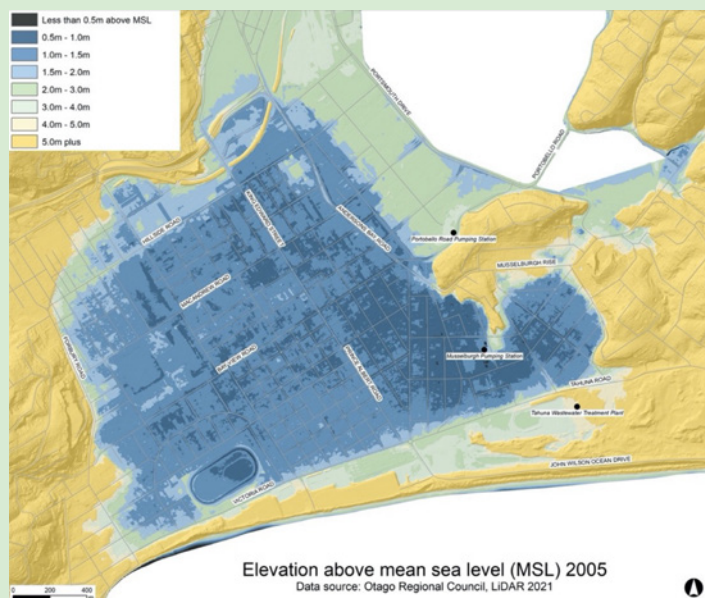 Less than 0.5m above MSL
0.5m - 1.0m
1.0m - 1.5m
1.5m - 2.0m
2.0m - 3.0m
3.0m - 4.0m
4.0m - 5.0m
5.0m plus
PORTSMOUTH DRIVE
PORTOBELLO ROAD
KING EDWARD STREET
ANDERSONS BAY ROAD
HILLSIDE ROAD
Portobello Road Pumping Station
MUSSELBURGH RISE
MACANDREW ROAD
FORBURY ROAD
BAY VIEW ROAD
PRINCE ALBERT ROAD
Musselburgh Pumping Station
TAHUNA ROAD
Tahuna Wastewater Treatment Plant
VICTORIA ROAD
JOHN WILSON OCEAN DRIVE
Elevation above mean sea level (MSL) 2005
Data source: Otago Regional Council, LiDAR 2021
0 200 400